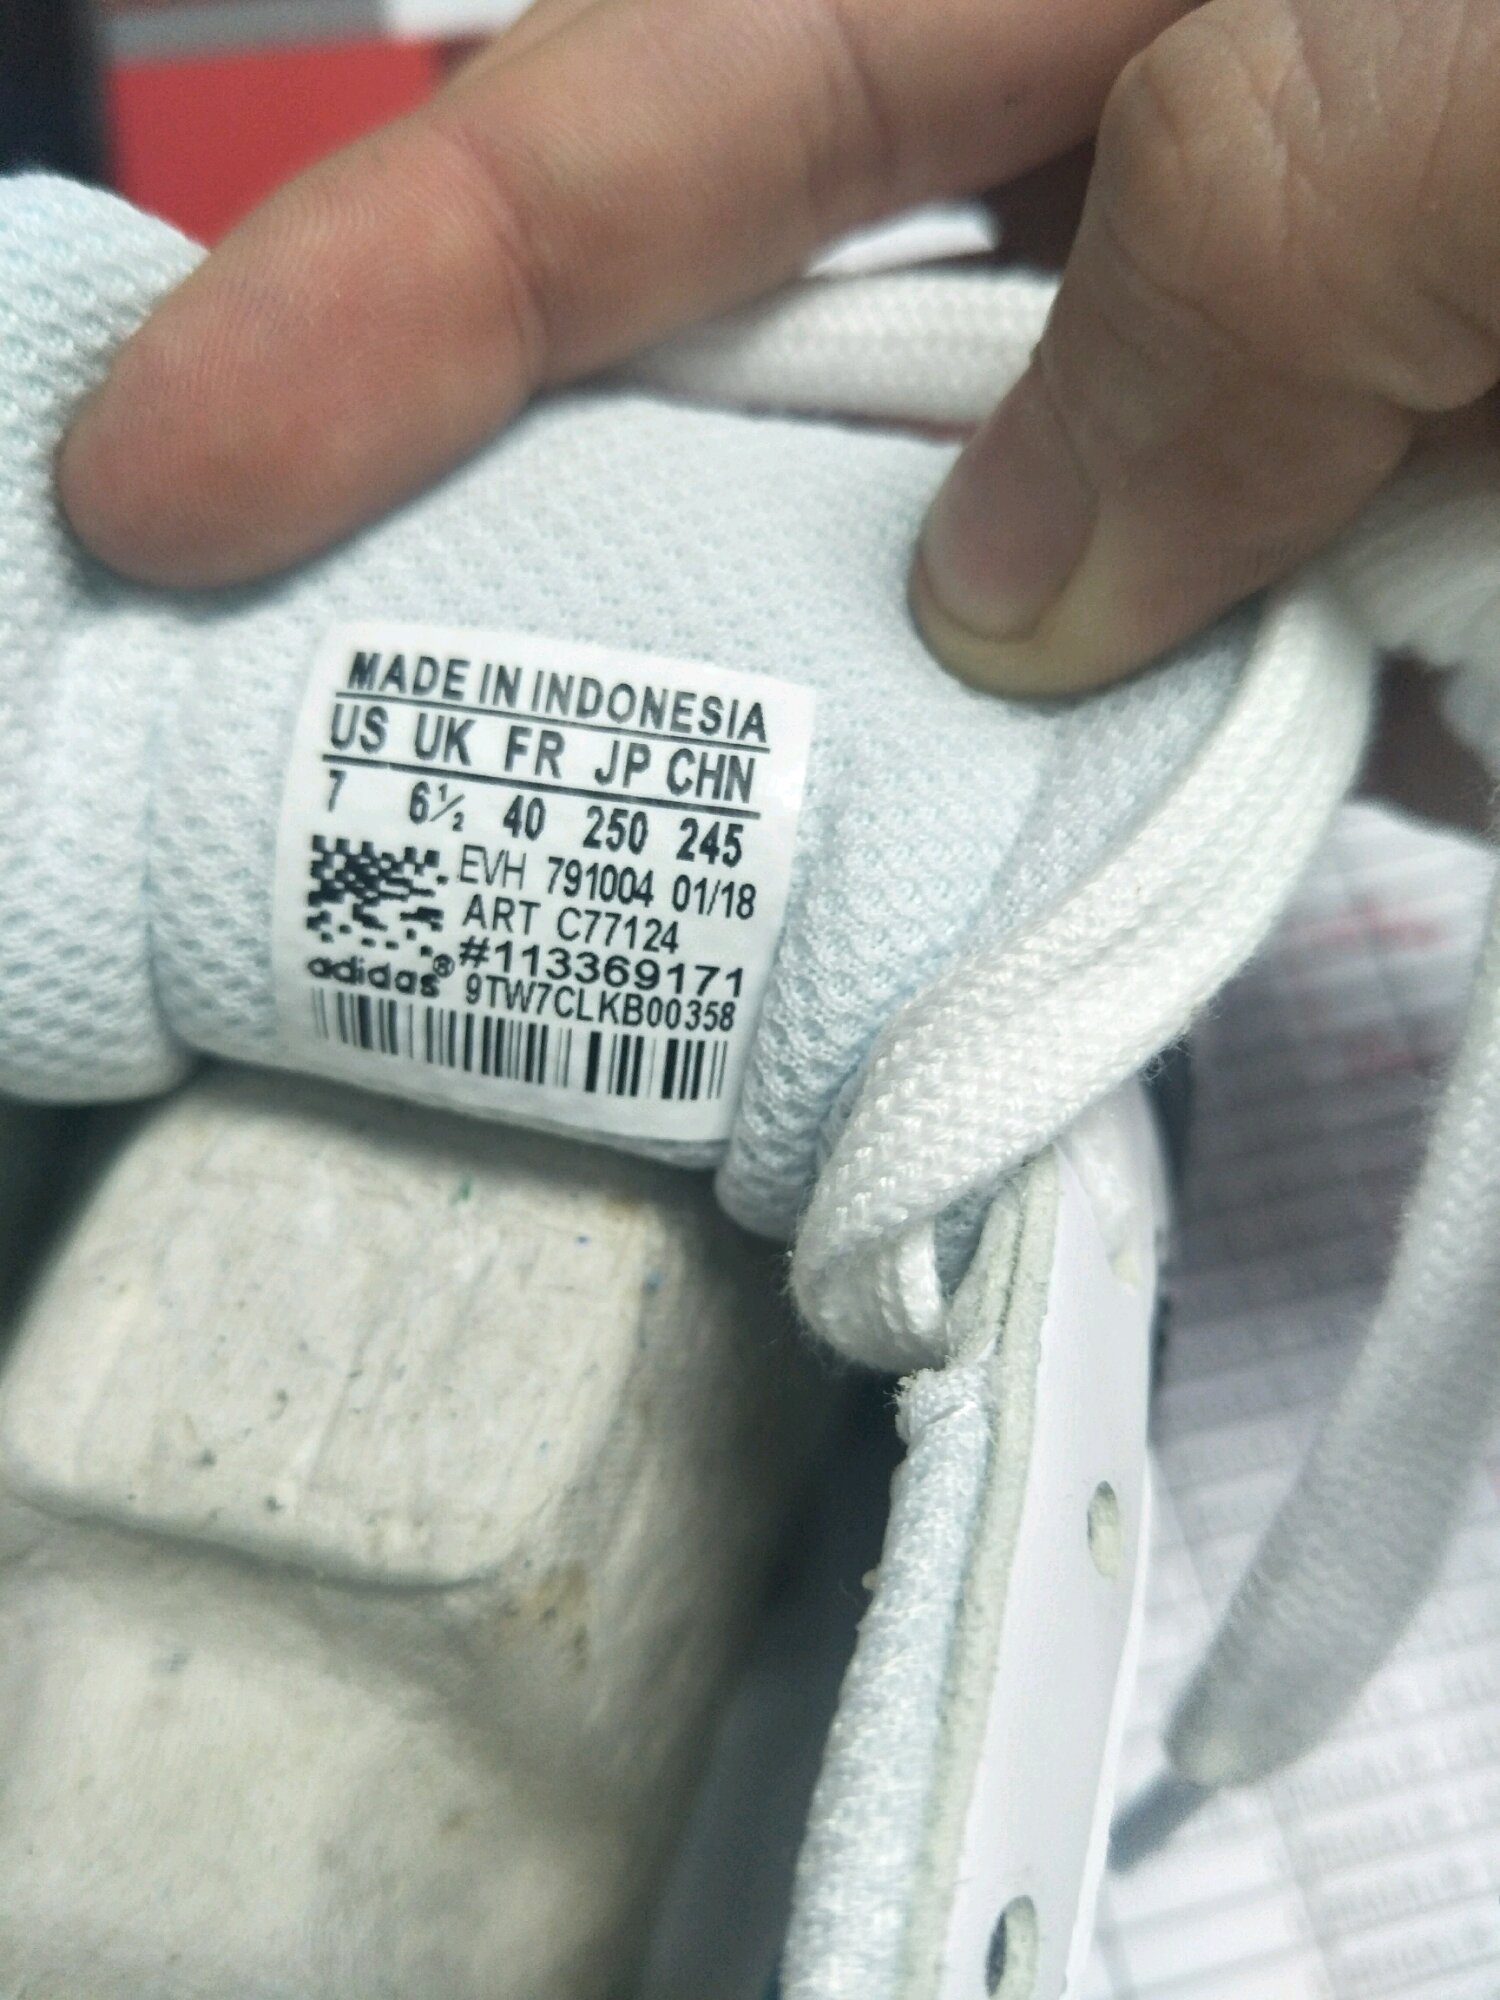 MADE IN INDONESIA
US UK FR JP CHN
7 6½ 40 250 245
EVH 791004 01/18
ART C77124
#113369171
adidas® 9TW7CLKB00358